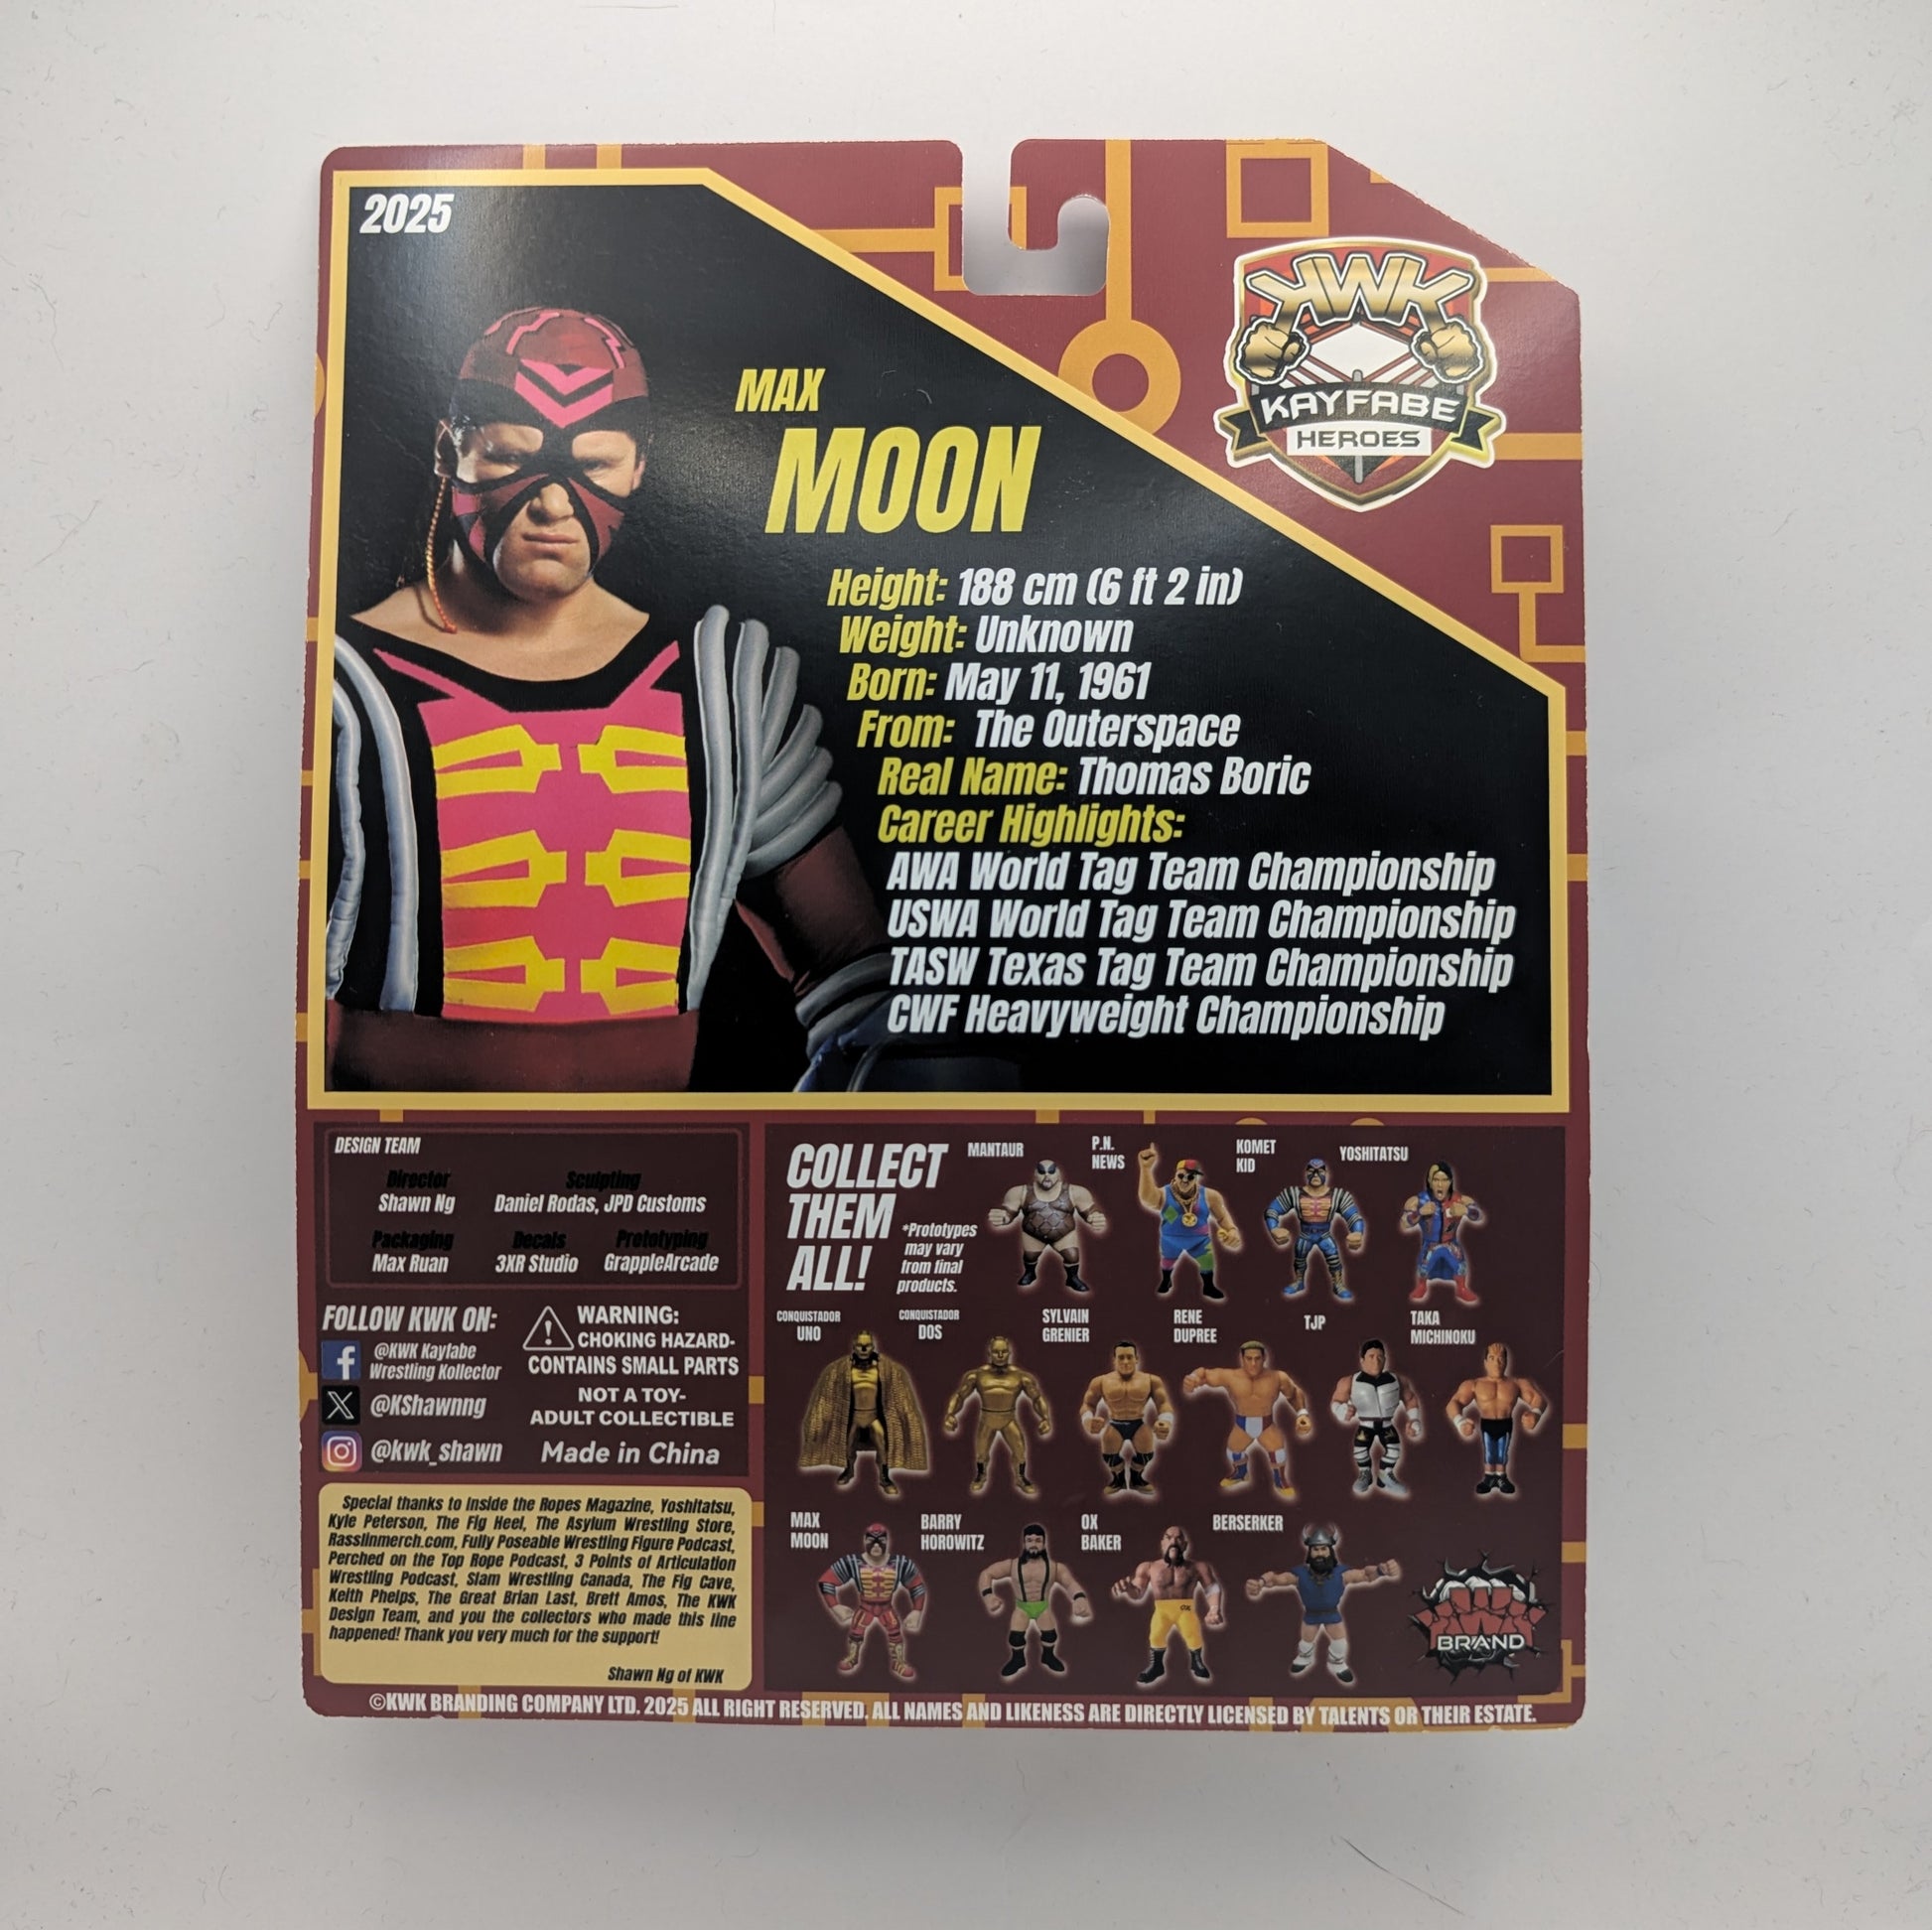 2025
KWK
KAYFABE
HEROES
MAX
MOON
Height: 188 cm (6 ft 2 in)
Weight: Unknown
Born: May 11, 1961
From: The Outerspace
Real Name: Thomas Boric
Career Highlights:
AWA World Tag Team Championship
USWA World Tag Team Championship
TASW Texas Tag Team Championship
CWF Heavyweight Championship
DESIGN TEAM
Director Sculpting
Shawn Ng Daniel Rodas, JPD Customs
Packaging Decals Prototyping
Max Ruan 3XR Studio GrappleArcade
FOLLOW KWK ON:
@KWK Kayfabe
Wrestling Kollector
@KShawnng
@kwk_shawn
WARNING:
CHOKING HAZARD-
CONTAINS SMALL PARTS
NOT A TOY-
ADULT COLLECTIBLE
Made in China
Special thanks to Inside the Ropes Magazine, Yoshitatsu,
Kyle Peterson, The Fig Heel, The Asylum Wrestling Store,
Rasslinmerch.com, Fully Poseable Wrestling Figure Podcast,
Perched on the Top Rope Podcast, 3 Points of Articulation
Wrestling Podcast, Slam Wrestling Canada, The Fig Cave,
Keith Phelps, The Great Brian Last, Brett Amos, The KWK
Design Team, and you the collectors who made this line
happened! Thank you very much for the support!
Shawn Ng of KWK
COLLECT
THEM
ALL!
*Prototypes
may vary
from final
products.
MANTAUR
P.N.
NEWS
KOMET
KID
YOSHITATSU
CONQUISTADOR
UNO
CONQUISTADOR
DOS
SYLVAIN
GRENIER
RENE
DUPREE
TJP
TAKA
MICHINOKU
MAX
MOON
BARRY
HOROWITZ
OX
BAKER
BERSERKER
BRAND
©KWK BRANDING COMPANY LTD. 2025 ALL RIGHT RESERVED. ALL NAMES AND LIKENESS ARE DIRECTLY LICENSED BY TALENTS OR THEIR ESTATE.